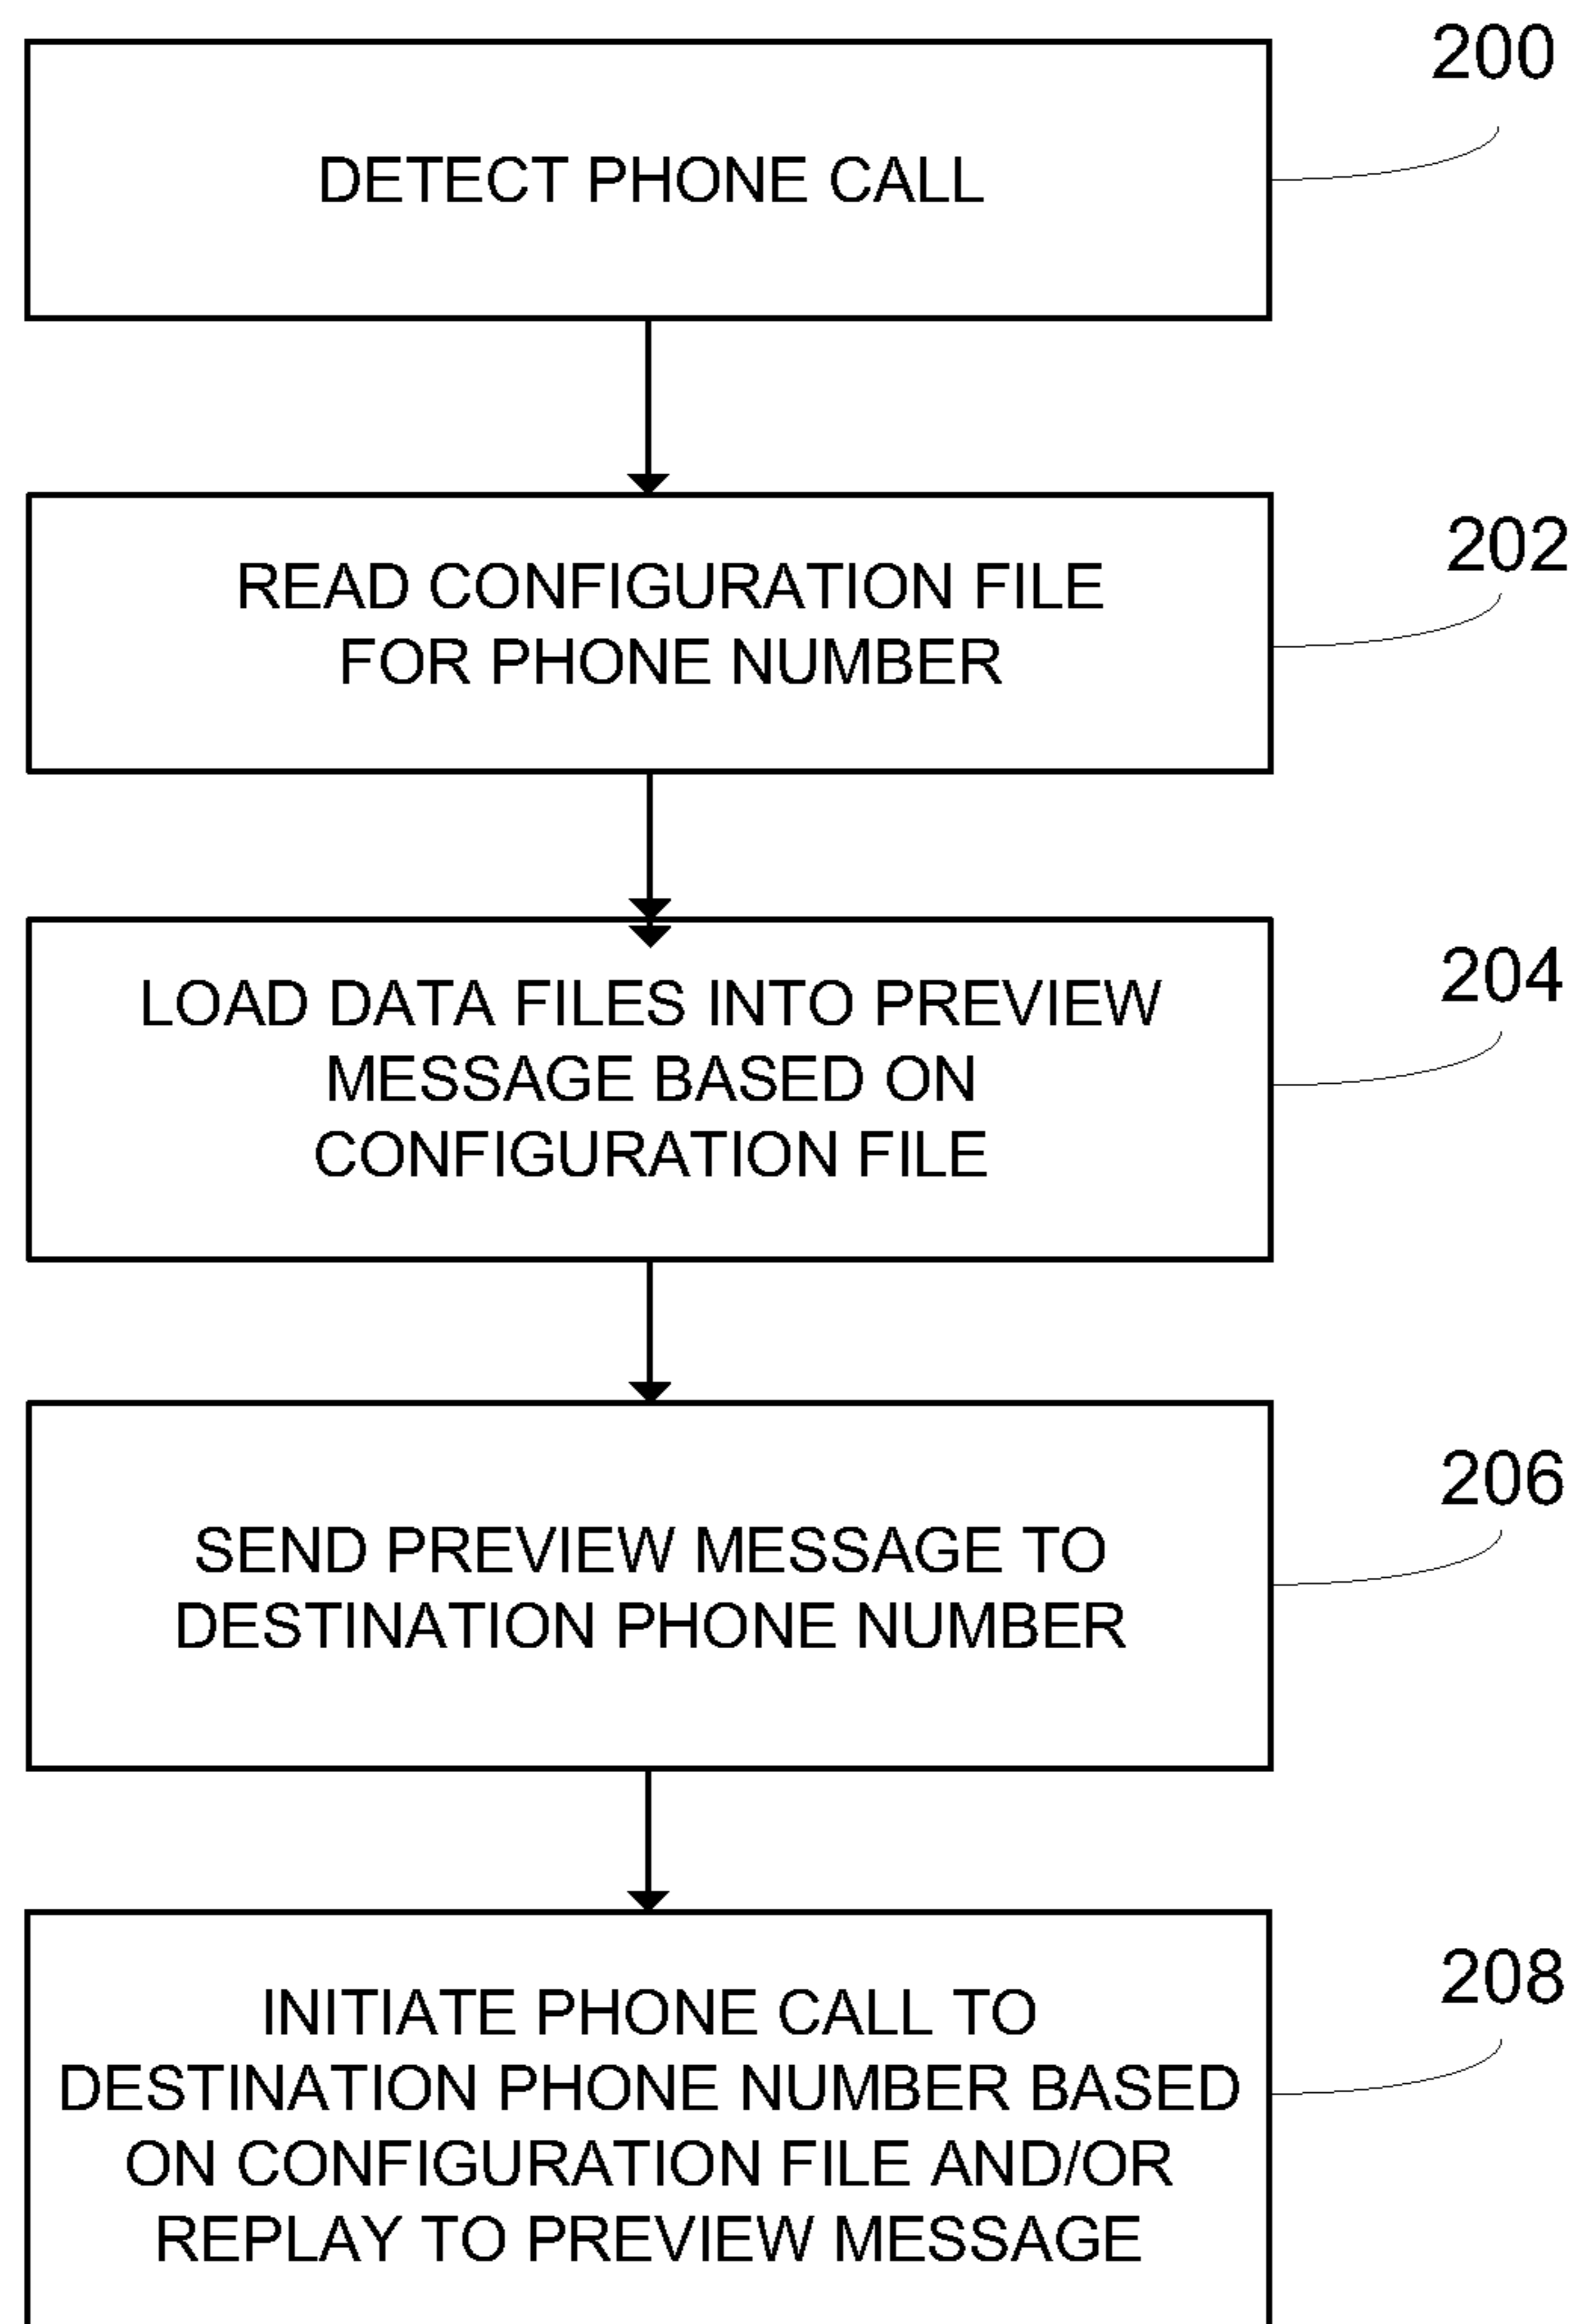 200
DETECT PHONE CALL
202
READ CONFIGURATION FILE
FOR PHONE NUMBER
204
LOAD DATA FILES INTO PREVIEW
MESSAGE BASED ON
CONFIGURATION FILE
206
SEND PREVIEW MESSAGE TO
DESTINATION PHONE NUMBER
208
INITIATE PHONE CALL TO
DESTINATION PHONE NUMBER BASED
ON CONFIGURATION FILE AND/OR
REPLAY TO PREVIEW MESSAGE